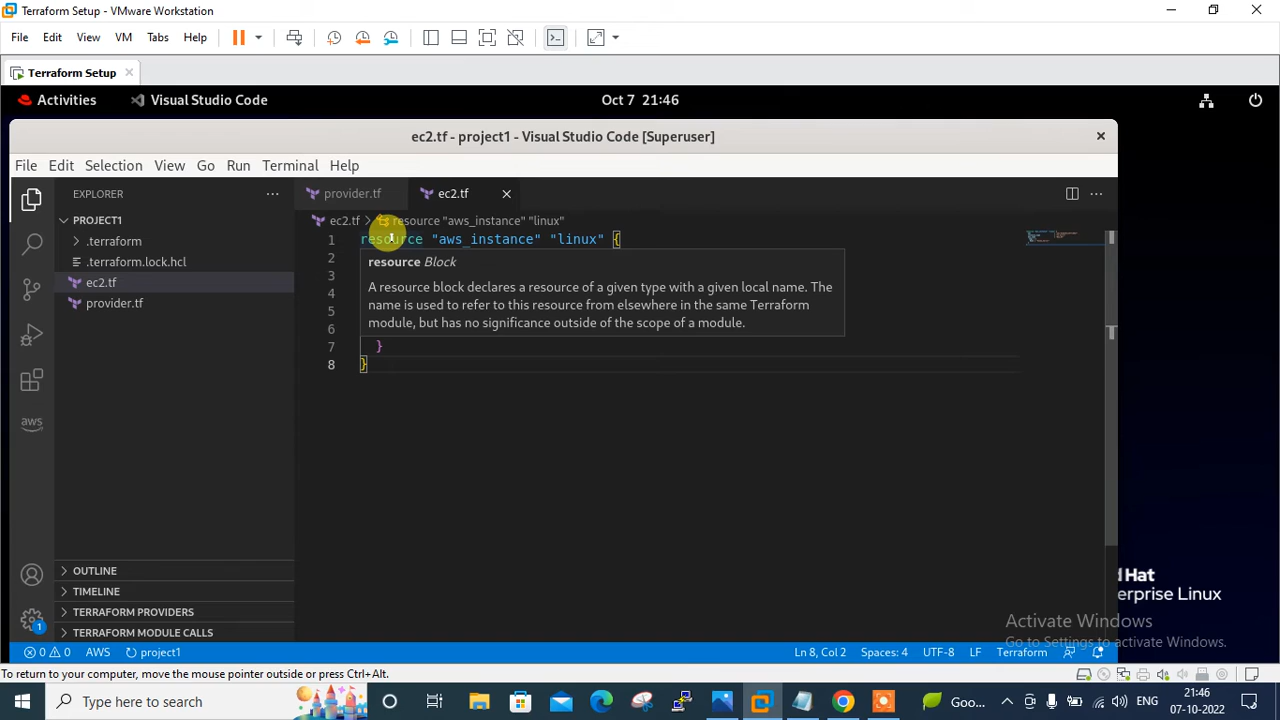 Terraform Setup - VMware Workstation
File Edit View VM Tabs Help
Terraform Setup
Activities Visual Studio Code Oct 7 21:46
ec2.tf - project1 - Visual Studio Code [Superuser]
File Edit Selection View Go Run Terminal Help
EXPLORER
provider.tf ec2.tf
PROJECT1
ec2.tf > resource "aws_instance" "linux"
.terraform
.terraform.lock.hcl
ec2.tf
provider.tf
1 resource "aws_instance" "linux" {
2
resource Block
3
A resource block declares a resource of a given type with a given local name. The
4
name is used to refer to this resource from elsewhere in the same Terraform
5
module, but has no significance outside of the scope of a module.
6
7 }
8 }
OUTLINE
TIMELINE
TERRAFORM PROVIDERS
TERRAFORM MODULE CALLS
aws
1
Hat
erprise Linux
Activate Windows
Go to Settings to activate Windows.
0 0 AWS project1 Ln 8, Col 2 Spaces: 4 UTF-8 LF Terraform
To return to your computer, move the mouse pointer outside or press Ctrl+Alt.
Type here to search
Goo...
ENG
21:46
07-10-2022